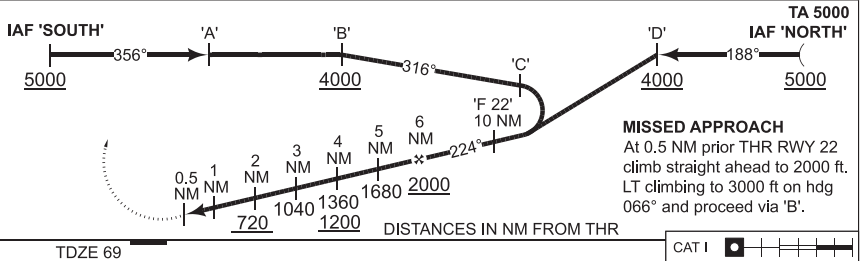 TA 5000
IAF 'SOUTH'
IAF 'NORTH'
'A'
'B'
'D'
356°
188°
5000
4000
316°
'C'
4000
5000
'F 22'
10 NM
MISSED APPROACH
At 0.5 NM prior THR RWY 22
climb straight ahead to 2000 ft.
LT climbing to 3000 ft on hdg
066° and proceed via 'B'.
224°
6
NM
5
NM
4
NM
3
NM
2
NM
1
NM
0.5
NM
2000
1680
1360
1200
1040
720
DISTANCES IN NM FROM THR
TDZE 69
CAT I